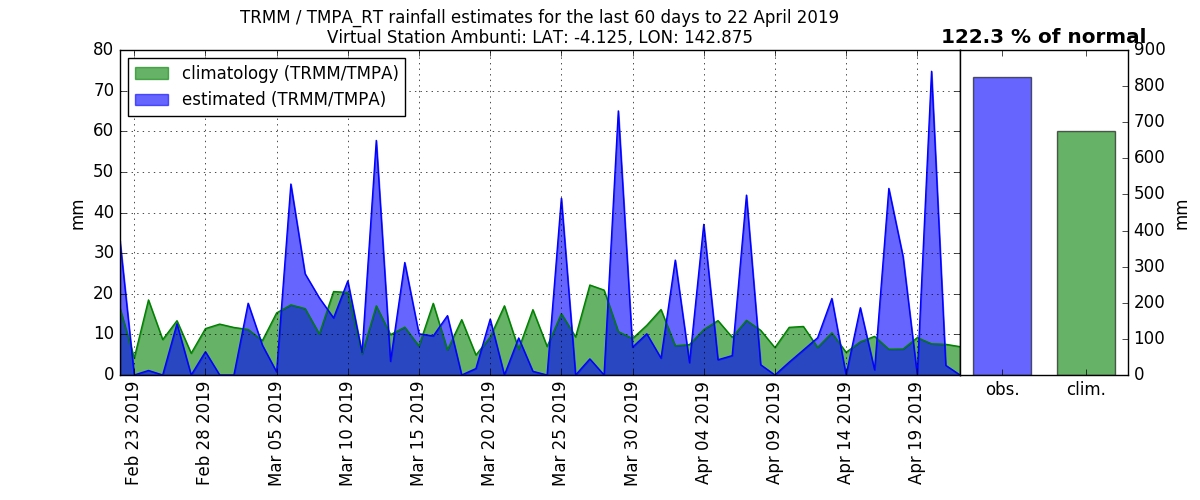 TRMM / TMPA_RT rainfall estimates for the last 60 days to 22 April 2019
Virtual Station Ambunti: LAT: -4.125, LON: 142.875
122.3 % of normal
climatology (TRMM/TMPA)
estimated (TRMM/TMPA)
mm
80
70
60
50
40
30
20
10
0
Feb 23 2019
Feb 28 2019
Mar 05 2019
Mar 10 2019
Mar 15 2019
Mar 20 2019
Mar 25 2019
Mar 30 2019
Apr 04 2019
Apr 09 2019
Apr 14 2019
Apr 19 2019
900
800
700
600
500
400
300
200
100
0
mm
obs.
clim.